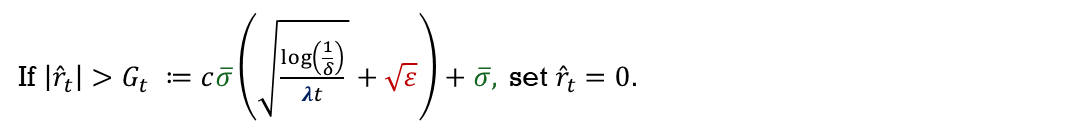 If |r̂ₜ| > Gₜ ≔ cσ̄(√(log(1/δ)/λt) + √ε) + σ̄, set r̂ₜ = 0.